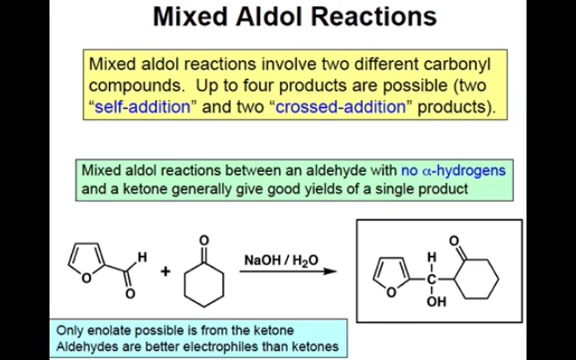 Mixed Aldol Reactions
Mixed aldol reactions involve two different carbonyl
compounds. Up to four products are possible (two
“self-addition” and two “crossed-addition” products).
Mixed aldol reactions between an aldehyde with no α-hydrogens
and a ketone generally give good yields of a single product
O
H
O
+
O
NaOH / H₂O
O
H
C
OH
O
Only enolate possible is from the ketone
Aldehydes are better electrophiles than ketones